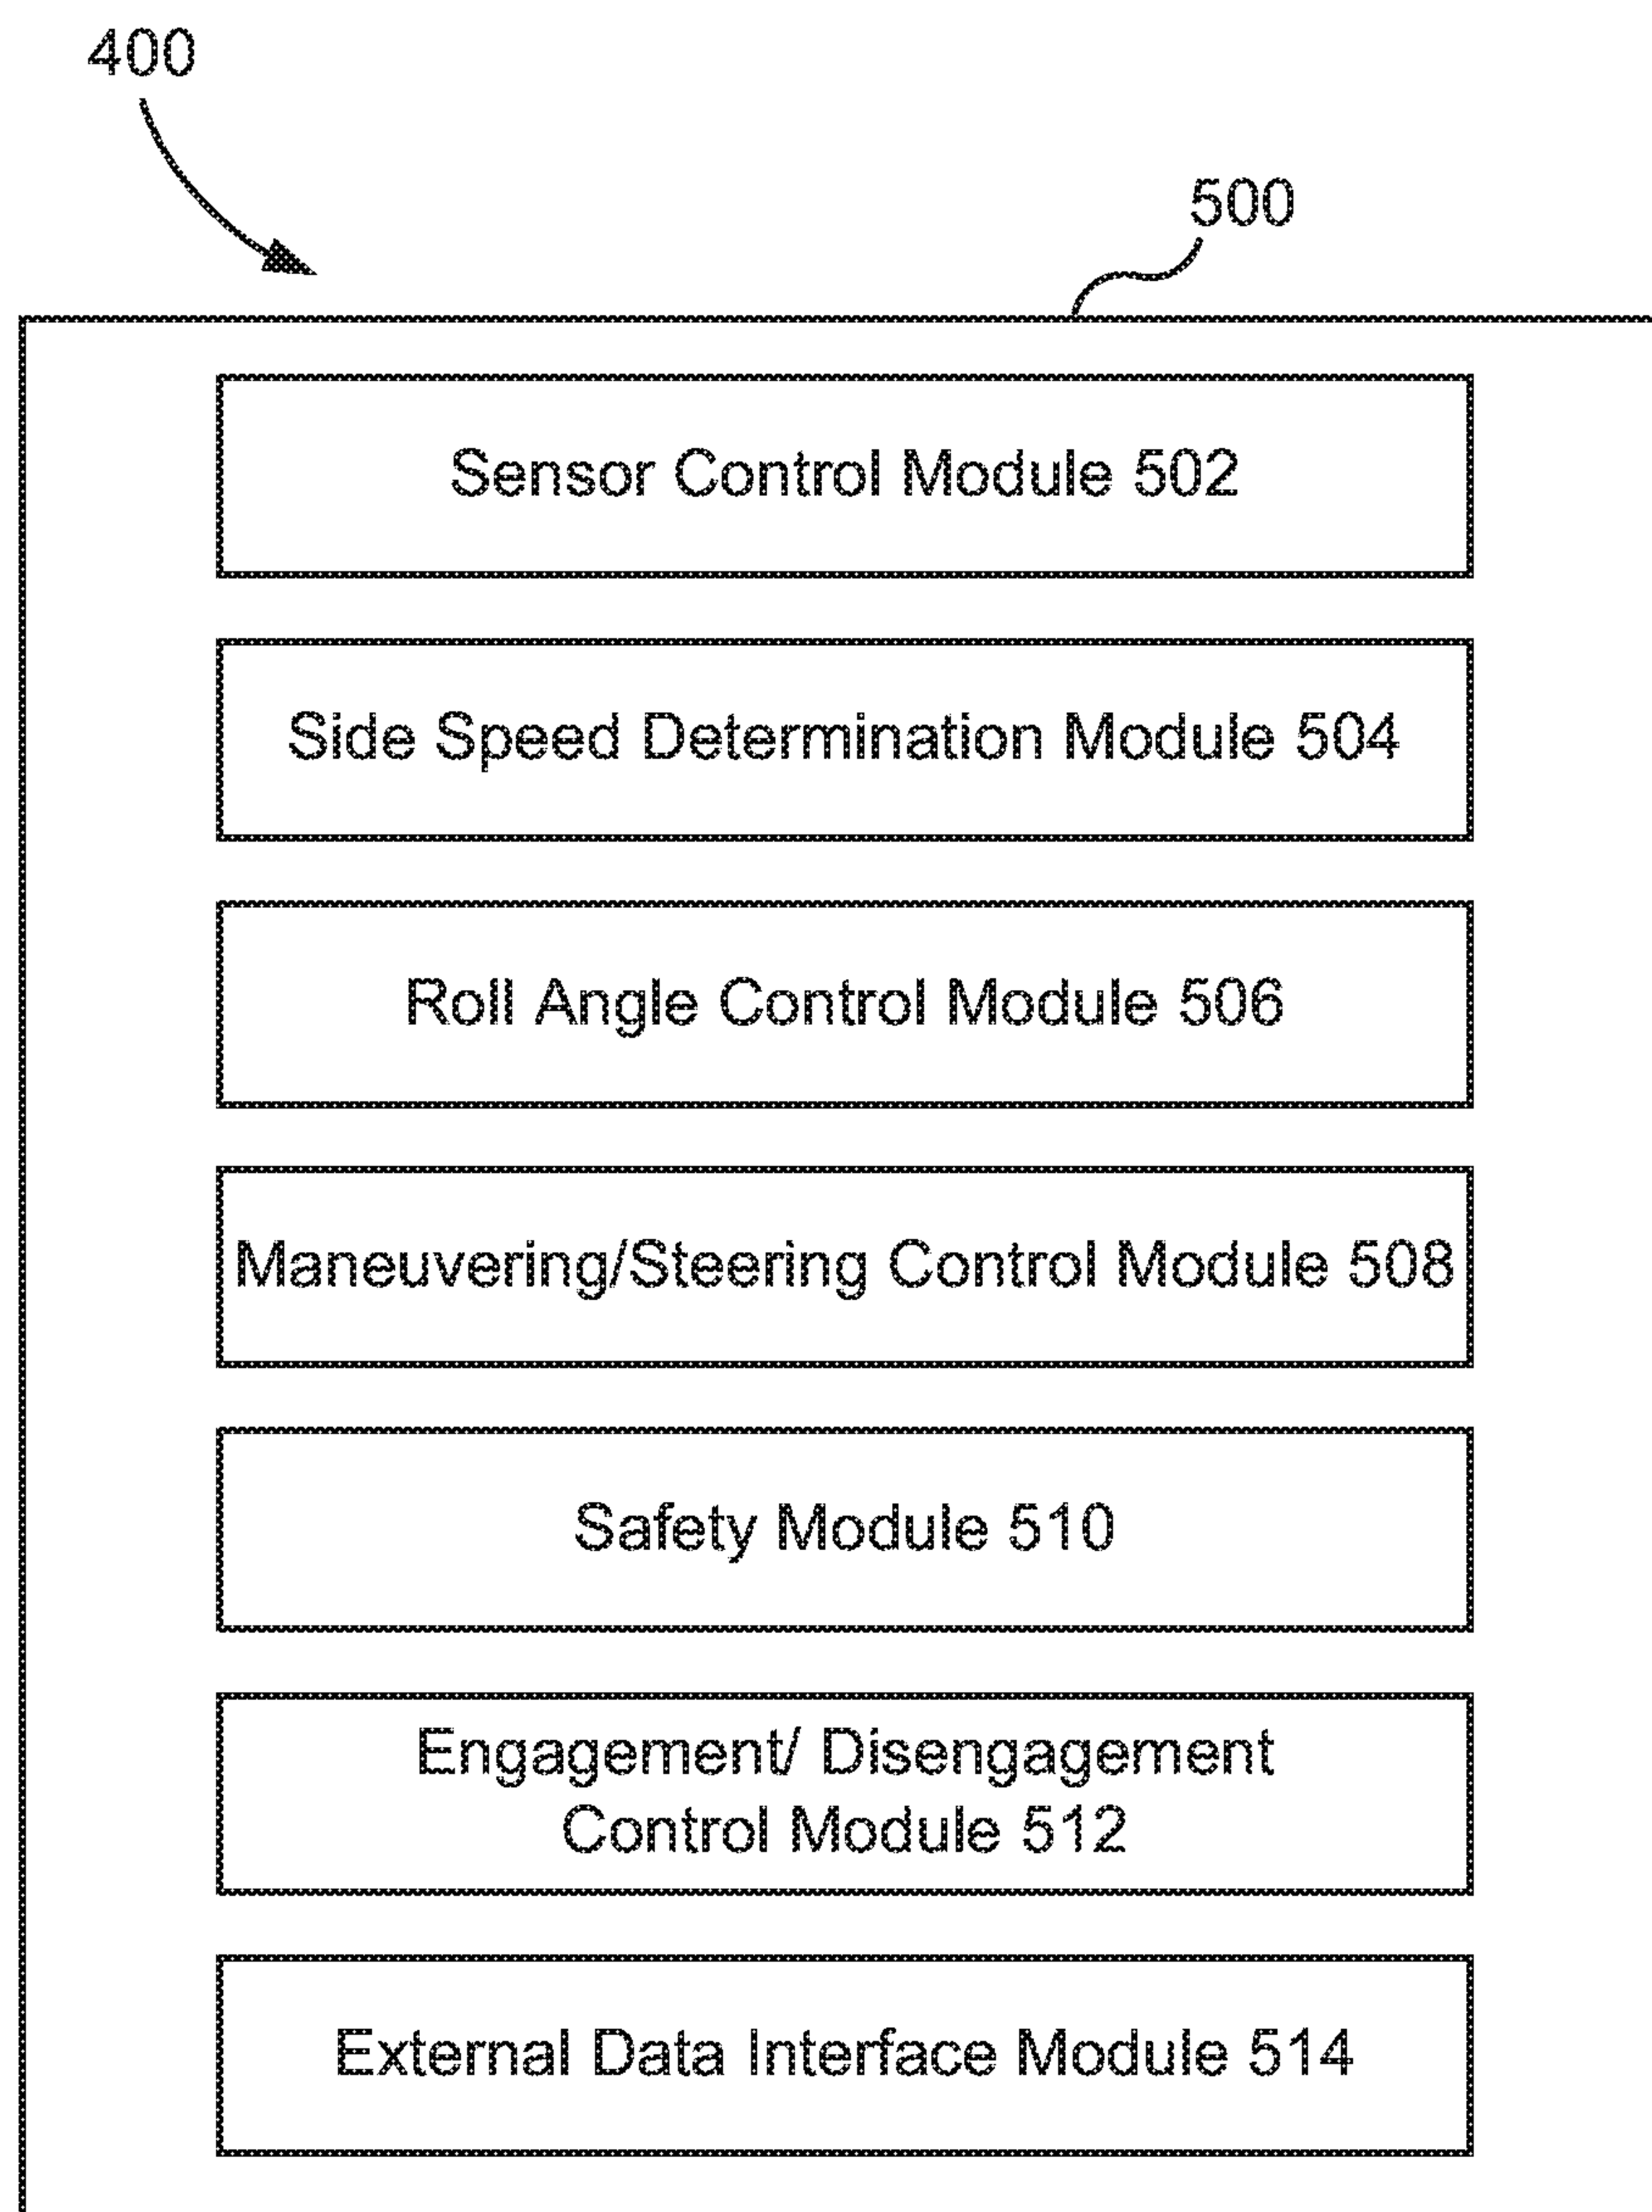 400
500
Sensor Control Module 502
Side Speed Determination Module 504
Roll Angle Control Module 506
Maneuvering/Steering Control Module 508
Safety Module 510
Engagement/ Disengagement
Control Module 512
External Data Interface Module 514